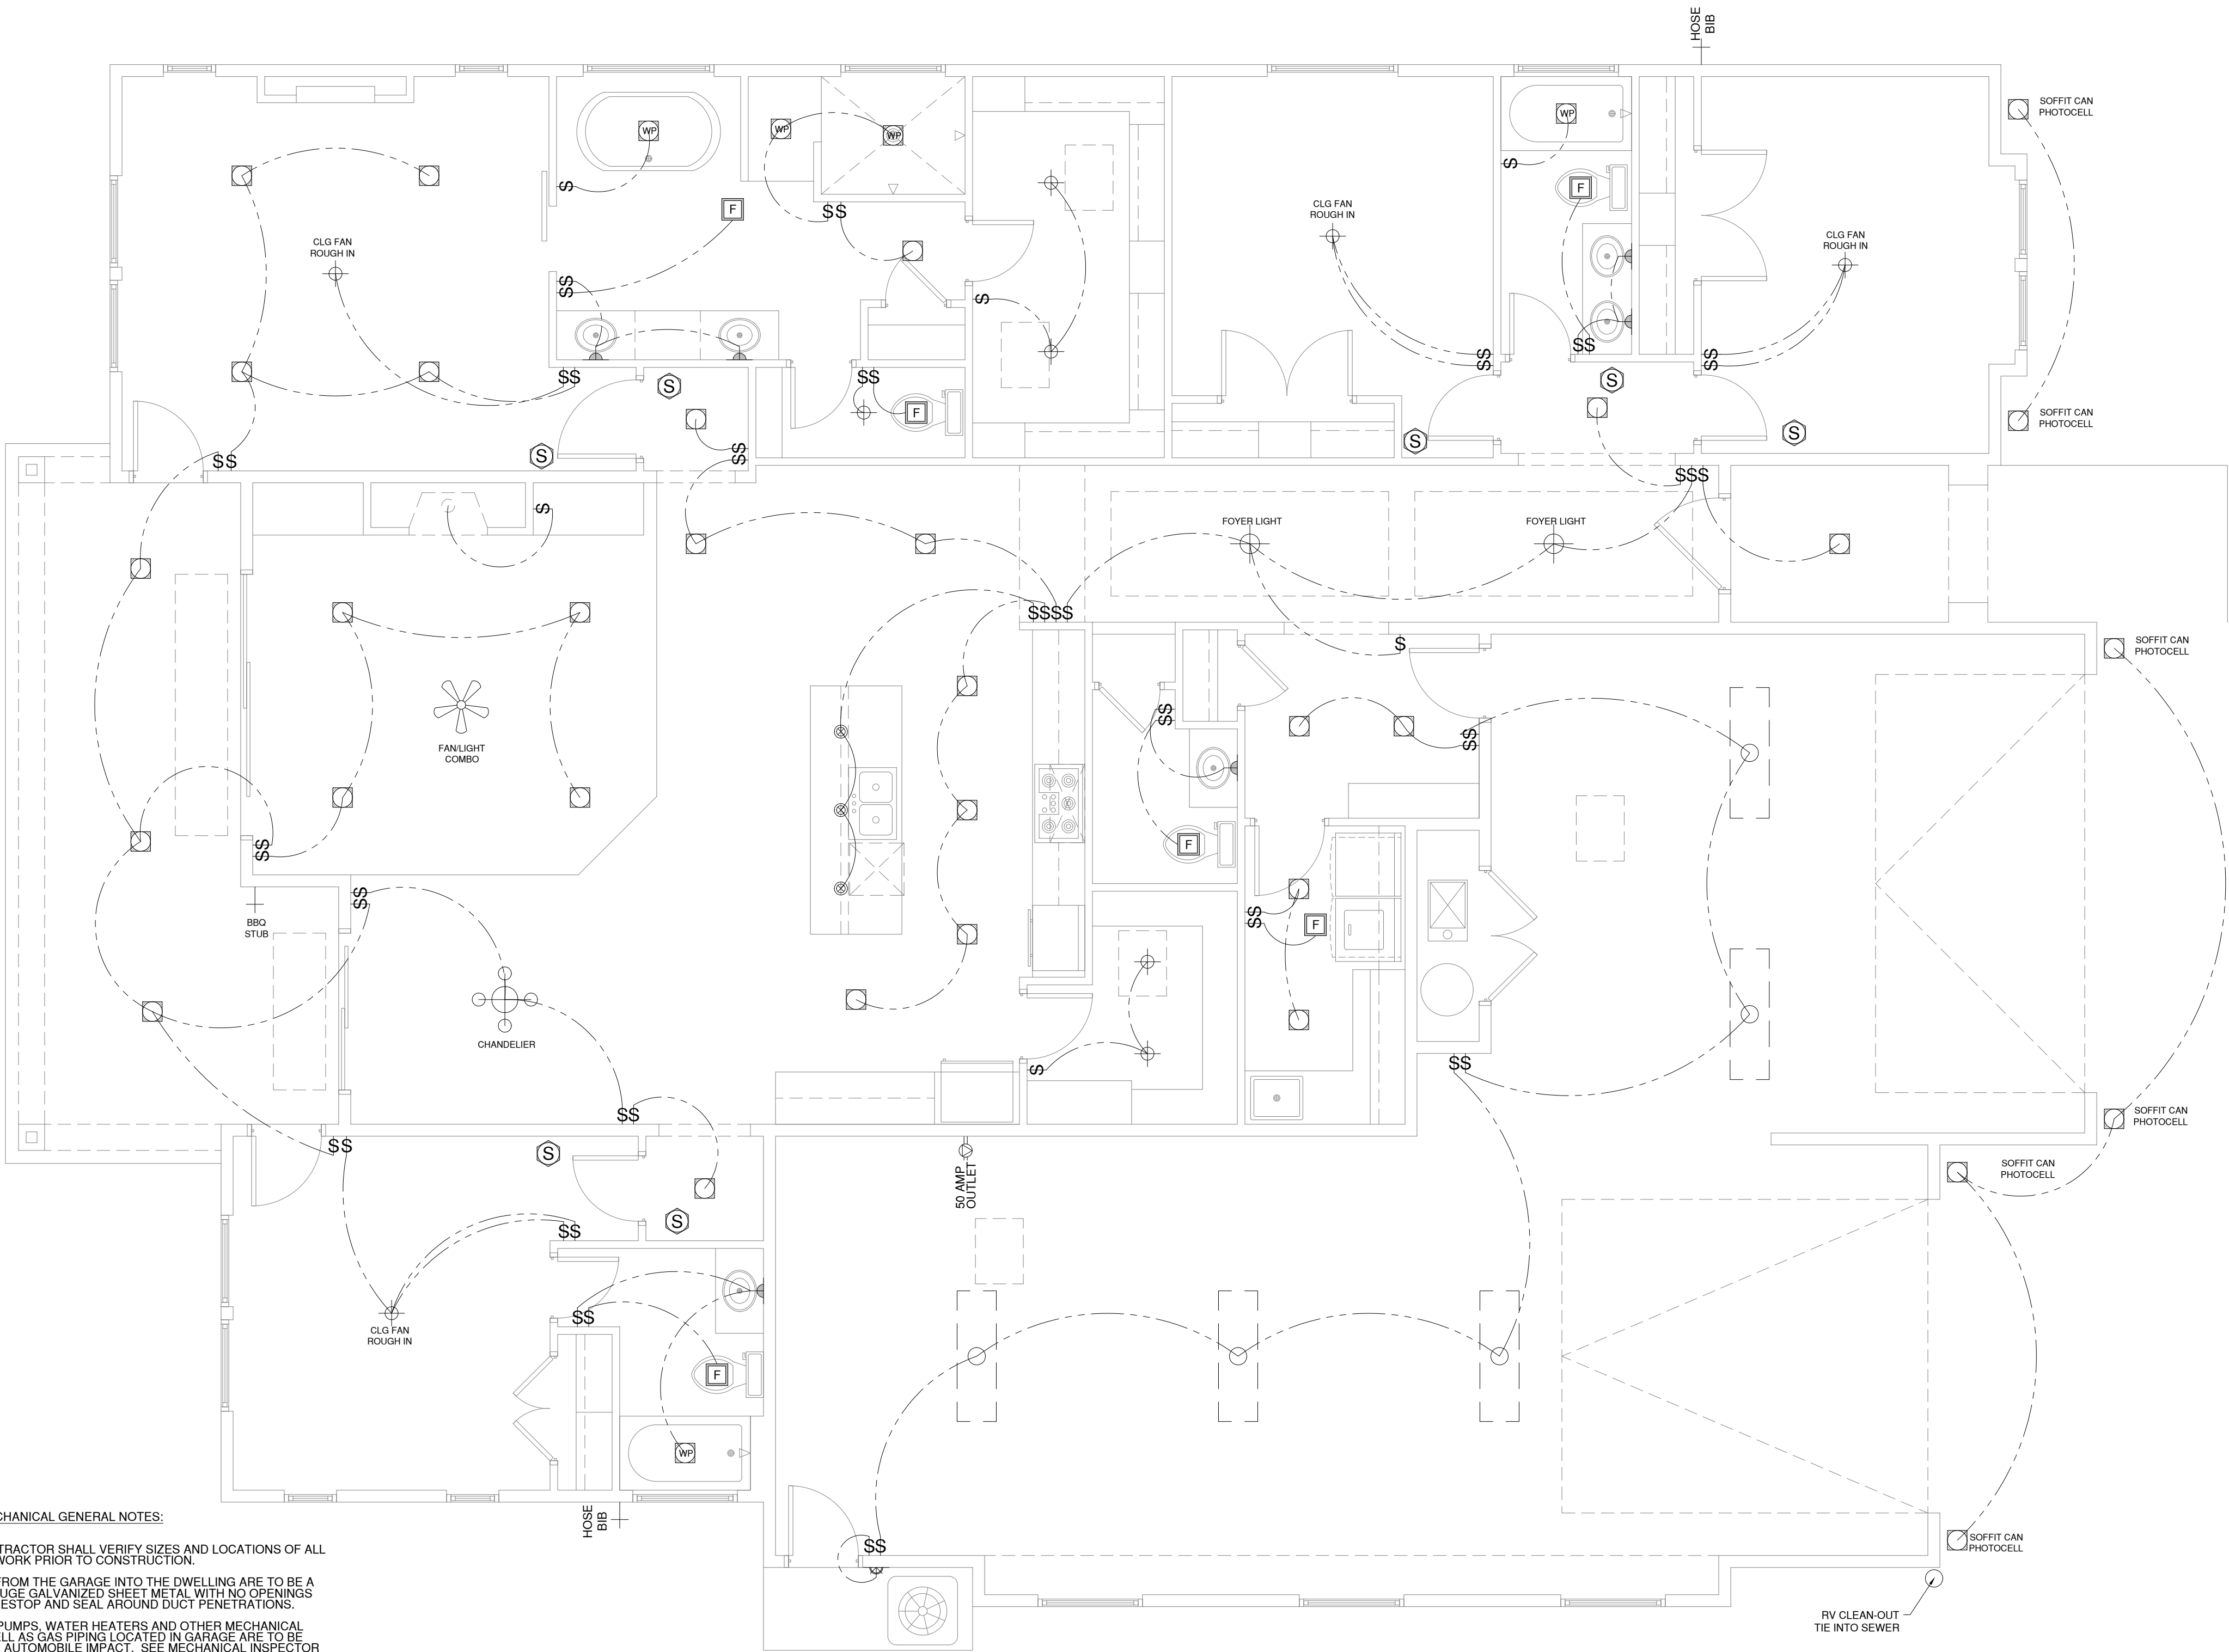 HOSE
BIB
SOFFIT CAN
PHOTOCELL
WP
WP
WP
WP
S
S
F
F
$$
CLG FAN
ROUGH IN
CLG FAN
ROUGH IN
CLG FAN
ROUGH IN
$$
$$
S
$$
$$
$$
$$
$$
F
S
S
S
S
S
SOFFIT CAN
PHOTOCELL
$$
$$
$$$
S
FOYER LIGHT
FOYER LIGHT
$$$$
$
SOFFIT CAN
PHOTOCELL
FAN/LIGHT
COMBO
$$
$$
F
$$
$$
BBQ
STUB
$$
F
CHANDELIER
S
$$
$$
$$
S
SOFFIT CAN
PHOTOCELL
SOFFIT CAN
PHOTOCELL
50 AMP
OUTLET
S
$$
$$
CLG FAN
ROUGH IN
F
WP
HOSE
BIB
$$
SOFFIT CAN
PHOTOCELL
RV CLEAN-OUT
TIE INTO SEWER
CHANICAL GENERAL NOTES:
TRACTOR SHALL VERIFY SIZES AND LOCATIONS OF ALL
WORK PRIOR TO CONSTRUCTION.
FROM THE GARAGE INTO THE DWELLING ARE TO BE A
UGE GALVANIZED SHEET METAL WITH NO OPENINGS
ESTOP AND SEAL AROUND DUCT PENETRATIONS.
PUMPS, WATER HEATERS AND OTHER MECHANICAL
LL AS GAS PIPING LOCATED IN GARAGE ARE TO BE
AUTOMOBILE IMPACT. SEE MECHANICAL INSPECTOR